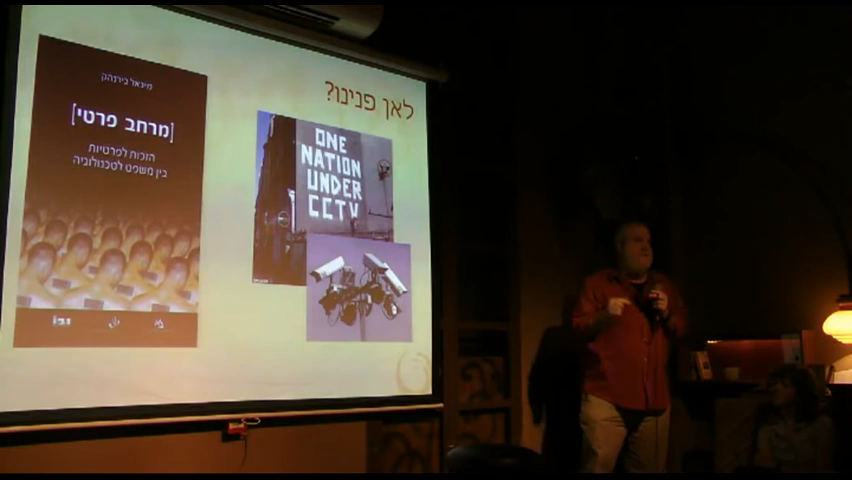 לאן פנינו?
מיכאל בירנהק
[מרחב פרטי]
הזכות לפרטיות
בין משפט לטכנולוגיה
ONE
NATION
UNDER
CCTV